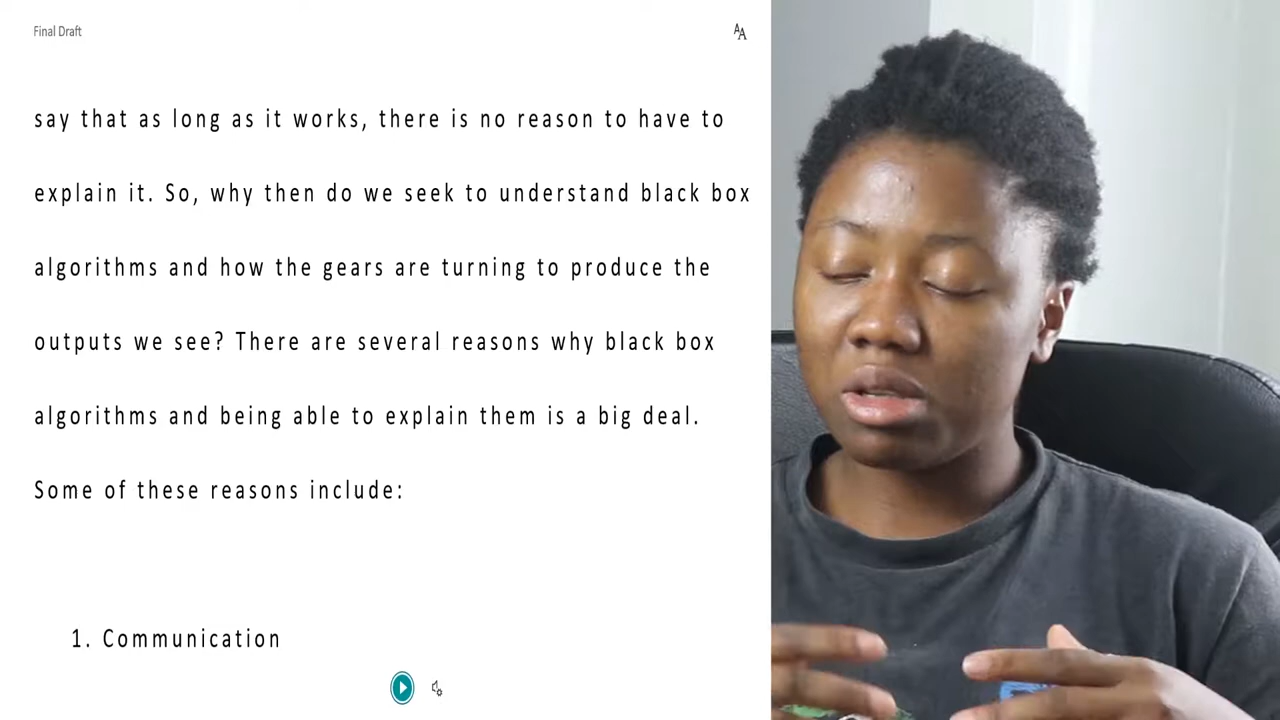 Final Draft
say that as long as it works, there is no reason to have to
explain it. So, why then do we seek to understand black box
algorithms and how the gears are turning to produce the
outputs we see? There are several reasons why black box
algorithms and being able to explain them is a big deal.
Some of these reasons include:
1. Communication